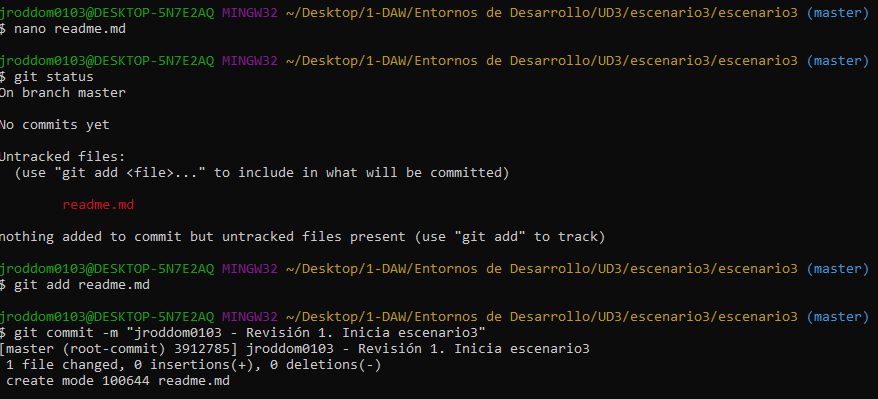 jroddom0103@DESKTOP-5N7E2AQ MINGW32 ~/Desktop/1-DAW/Entornos de Desarrollo/UD3/escenario3/escenario3 (master)
$ nano readme.md
jroddom0103@DESKTOP-5N7E2AQ MINGW32 ~/Desktop/1-DAW/Entornos de Desarrollo/UD3/escenario3/escenario3 (master)
$ git status
On branch master
No commits yet
Untracked files:
(use "git add <file>..." to include in what will be committed)
readme.md
nothing added to commit but untracked files present (use "git add" to track)
jroddom0103@DESKTOP-5N7E2AQ MINGW32 ~/Desktop/1-DAW/Entornos de Desarrollo/UD3/escenario3/escenario3 (master)
$ git add readme.md
jroddom0103@DESKTOP-5N7E2AQ MINGW32 ~/Desktop/1-DAW/Entornos de Desarrollo/UD3/escenario3/escenario3 (master)
$ git commit -m "jroddom0103 - Revisión 1. Inicia escenario3"
[master (root-commit) 3912785] jroddom0103 - Revisión 1. Inicia escenario3
1 file changed, 0 insertions(+), 0 deletions(-)
create mode 100644 readme.md